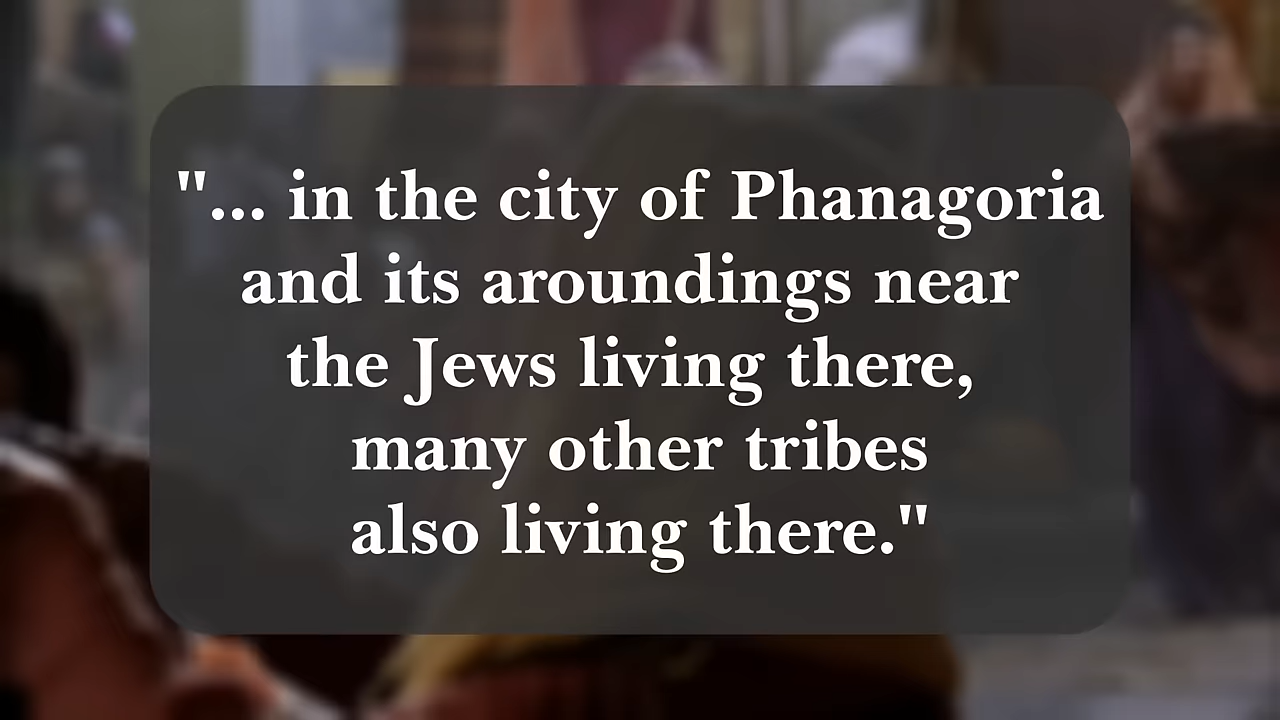 "... in the city of Phanagoria
and its aroundings near
the Jews living there,
many other tribes
also living there."